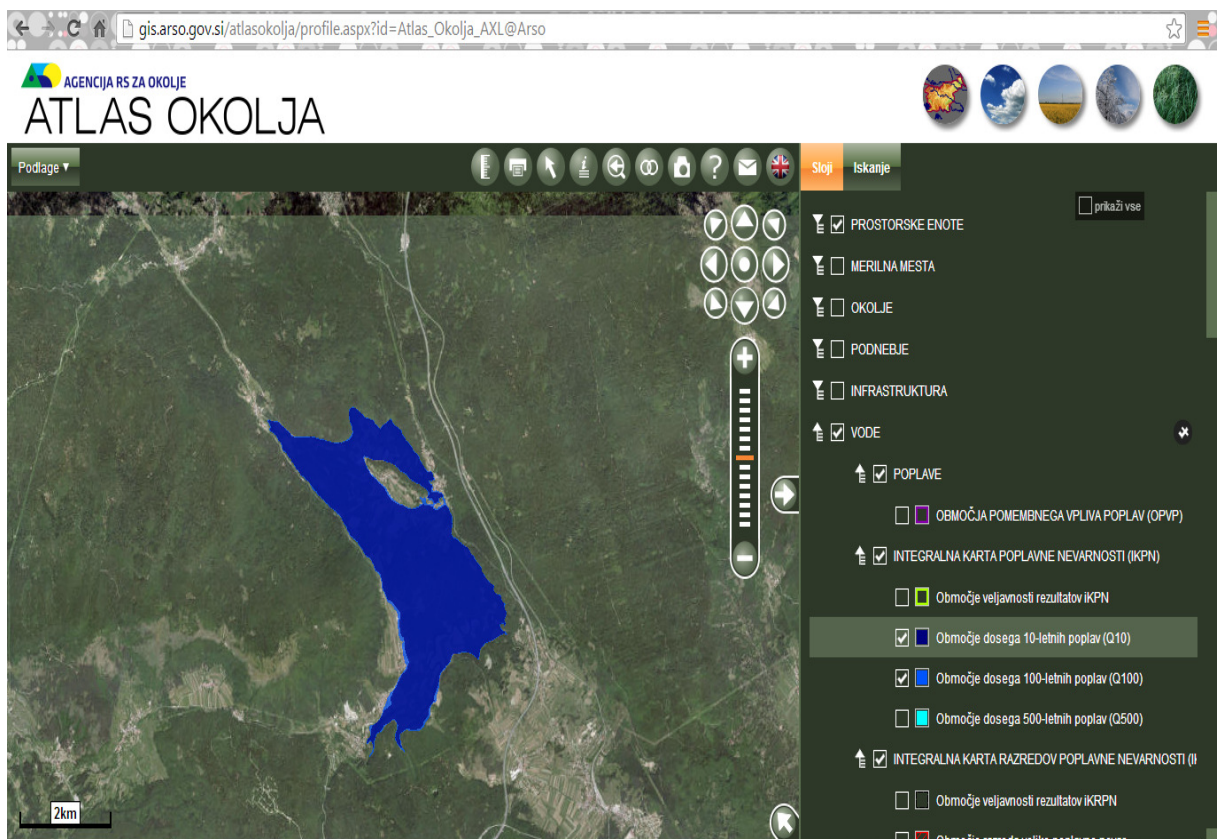 gis.arso.gov.si/atlasokolja/profile.aspx?id=Atlas_Okolja_AXL@Arso
AGENCIJA RS ZA OKOLJE
ATLAS OKOLJA
Podlage
Sloji
Iskanje
prikaži vse
PROSTORSKE ENOTE
MERILNA MESTA
OKOLJE
PODNEBJE
INFRASTRUKTURA
VODE
POPLAVE
OBMOČJA POMEMBNEGA VPLIVA POPLAV (OPVP)
INTEGRALNA KARTA POPLAVNE NEVARNOSTI (IKPN)
Območje veljavnosti rezultatov iKPN
Območje dosega 10-letnih poplav (Q10)
Območje dosega 100-letnih poplav (Q100)
Območje dosega 500-letnih poplav (Q500)
INTEGRALNA KARTA RAZREDOV POPLAVNE NEVARNOSTI
Območje veljavnosti rezultatov iKRPN
2km